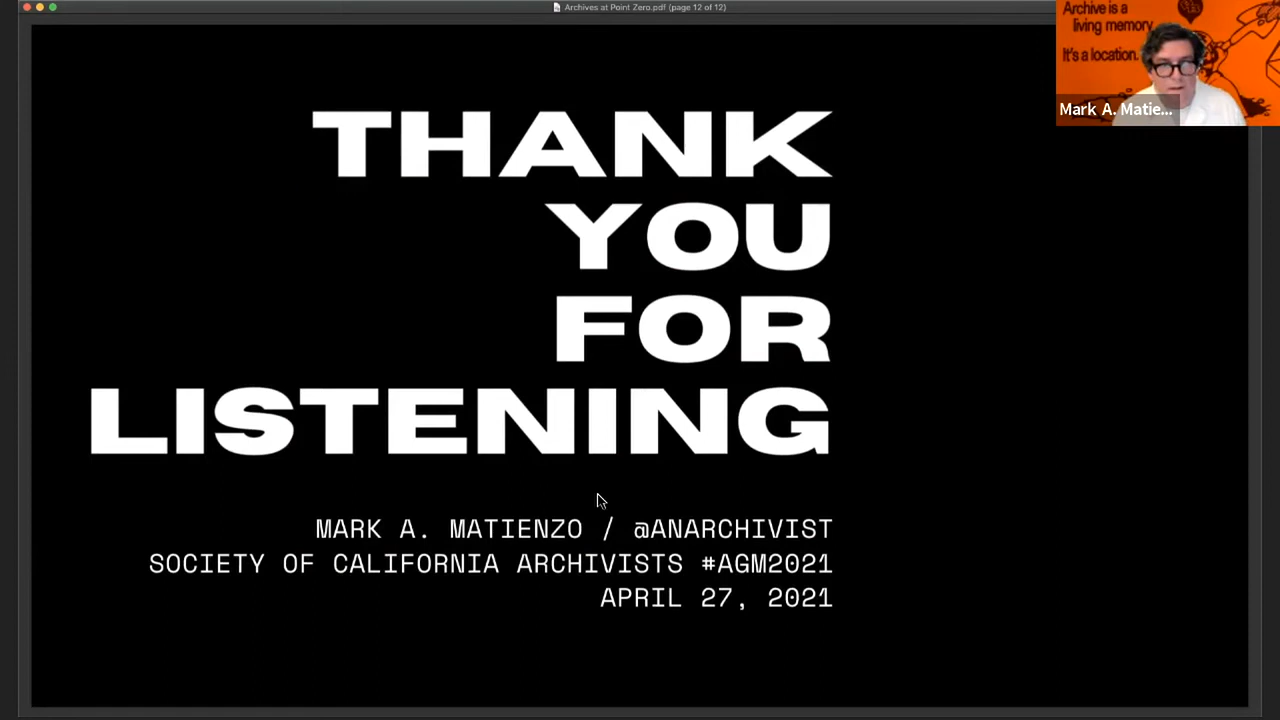 Archives at Point Zero.pdf (page 12 of 12)
Archive is a
living memory.
It's a location.
Mark A. Matie...
THANK
YOU
FOR
LISTENING
MARK A. MATIENZO / @ANARCHIVIST
SOCIETY OF CALIFORNIA ARCHIVISTS #AGM2021
APRIL 27, 2021